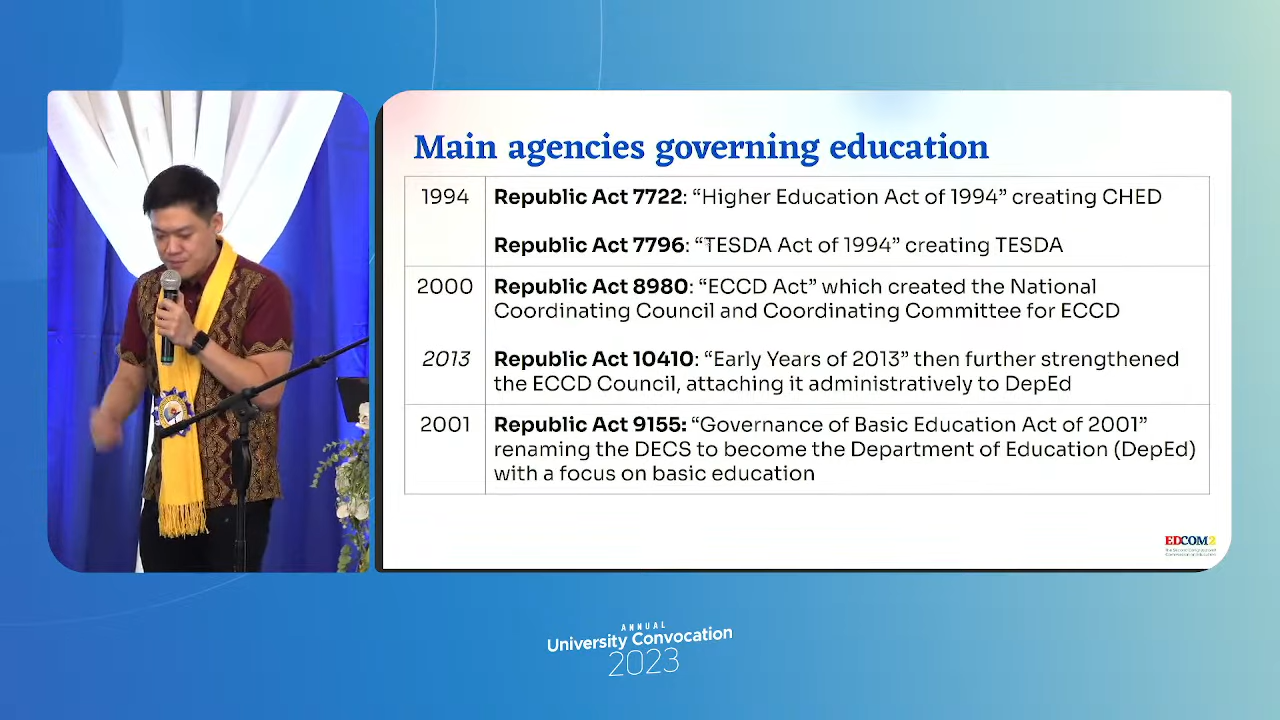 Main agencies governing education
1994
Republic Act 7722: “Higher Education Act of 1994” creating CHED
Republic Act 7796: “TESDA Act of 1994” creating TESDA
2000
Republic Act 8980: “ECCD Act” which created the National
Coordinating Council and Coordinating Committee for ECCD
2013
Republic Act 10410: “Early Years of 2013” then further strengthened
the ECCD Council, attaching it administratively to DepEd
2001
Republic Act 9155: “Governance of Basic Education Act of 2001”
renaming the DECS to become the Department of Education (DepEd)
with a focus on basic education
EDCOM2
ANNUAL
University Convocation
2023